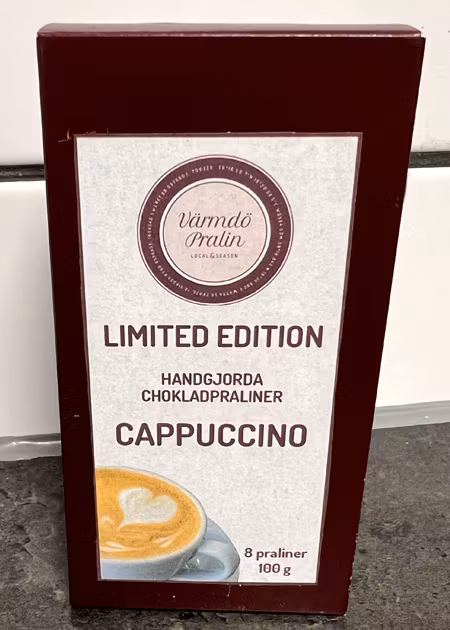 Värmdö
Pralin
LOCAL & SEASON
LIMITED EDITION
HANDGJORDA
CHOKLADPRALINER
CAPPUCCINO
8 praliner
100 g